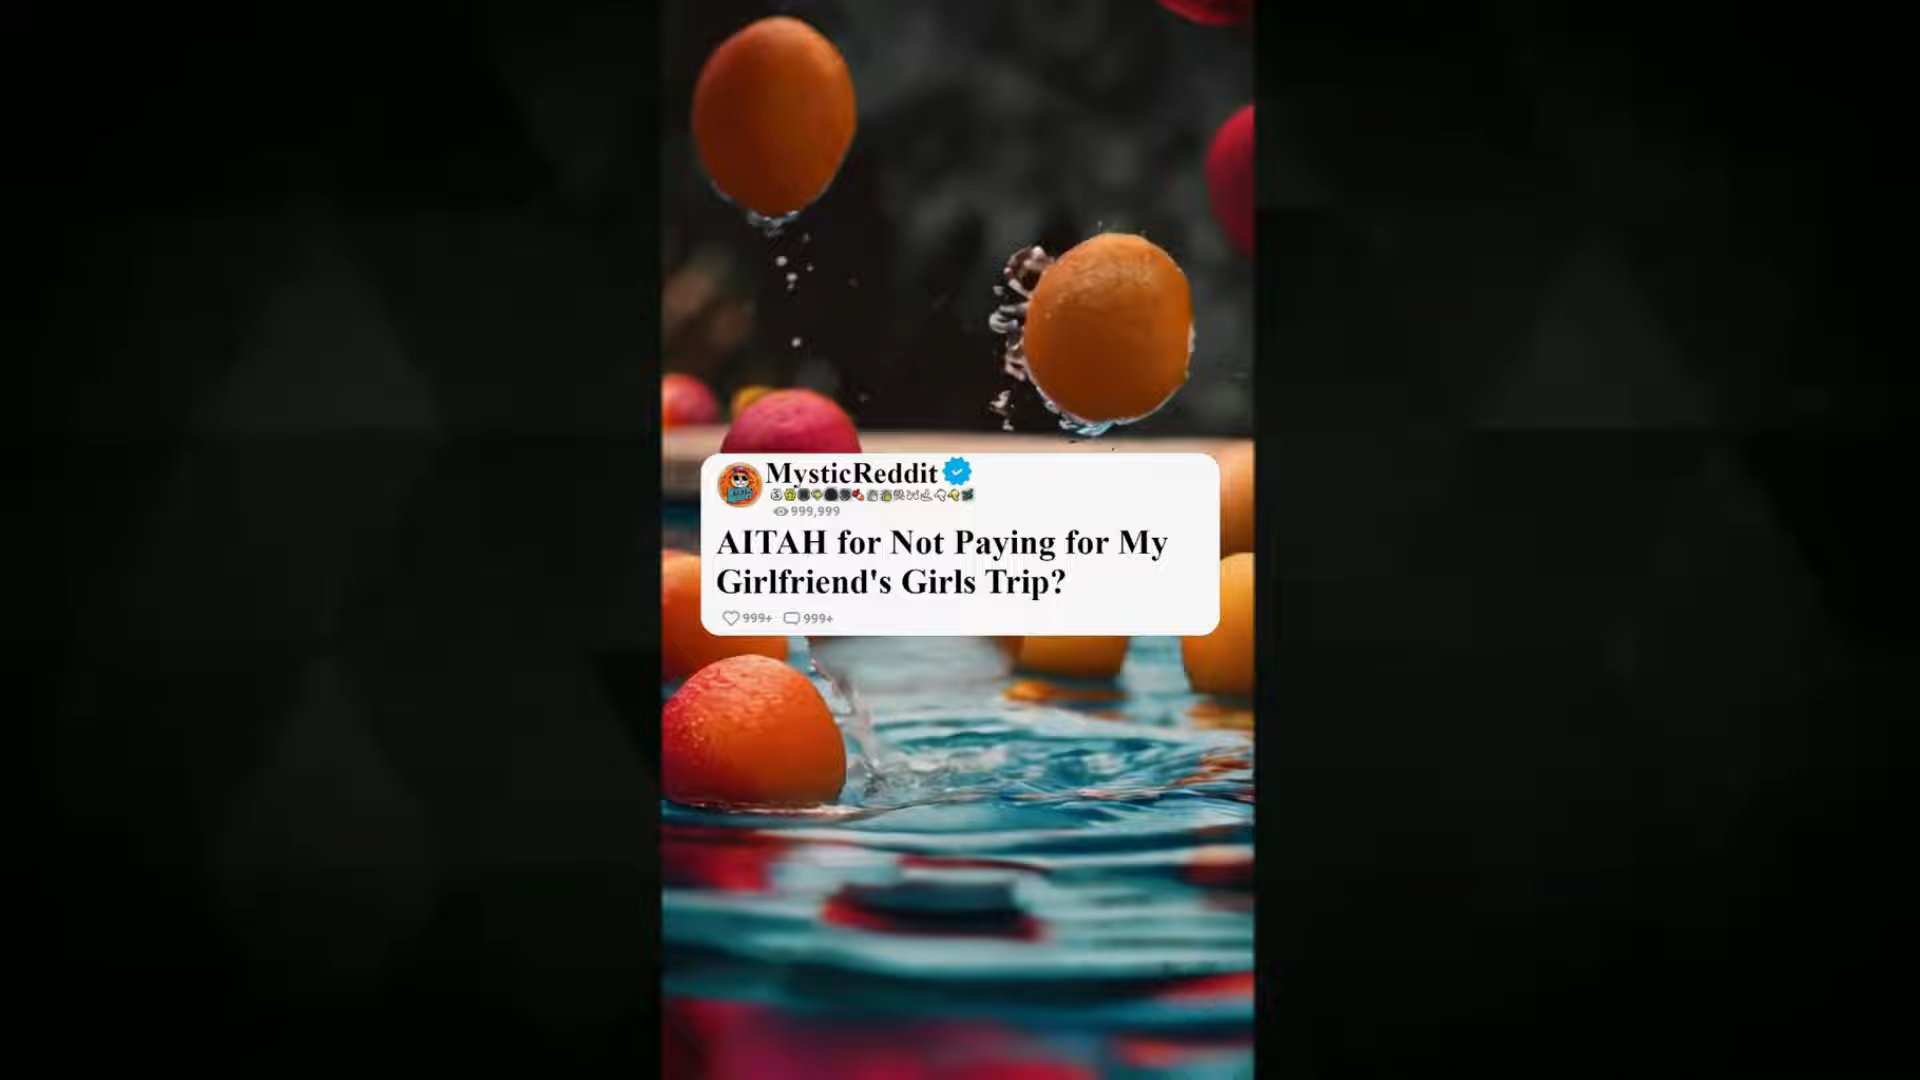 MysticReddit
999,999
AITAH for Not Paying for My
Girlfriend's Girls Trip?
999+ 999+